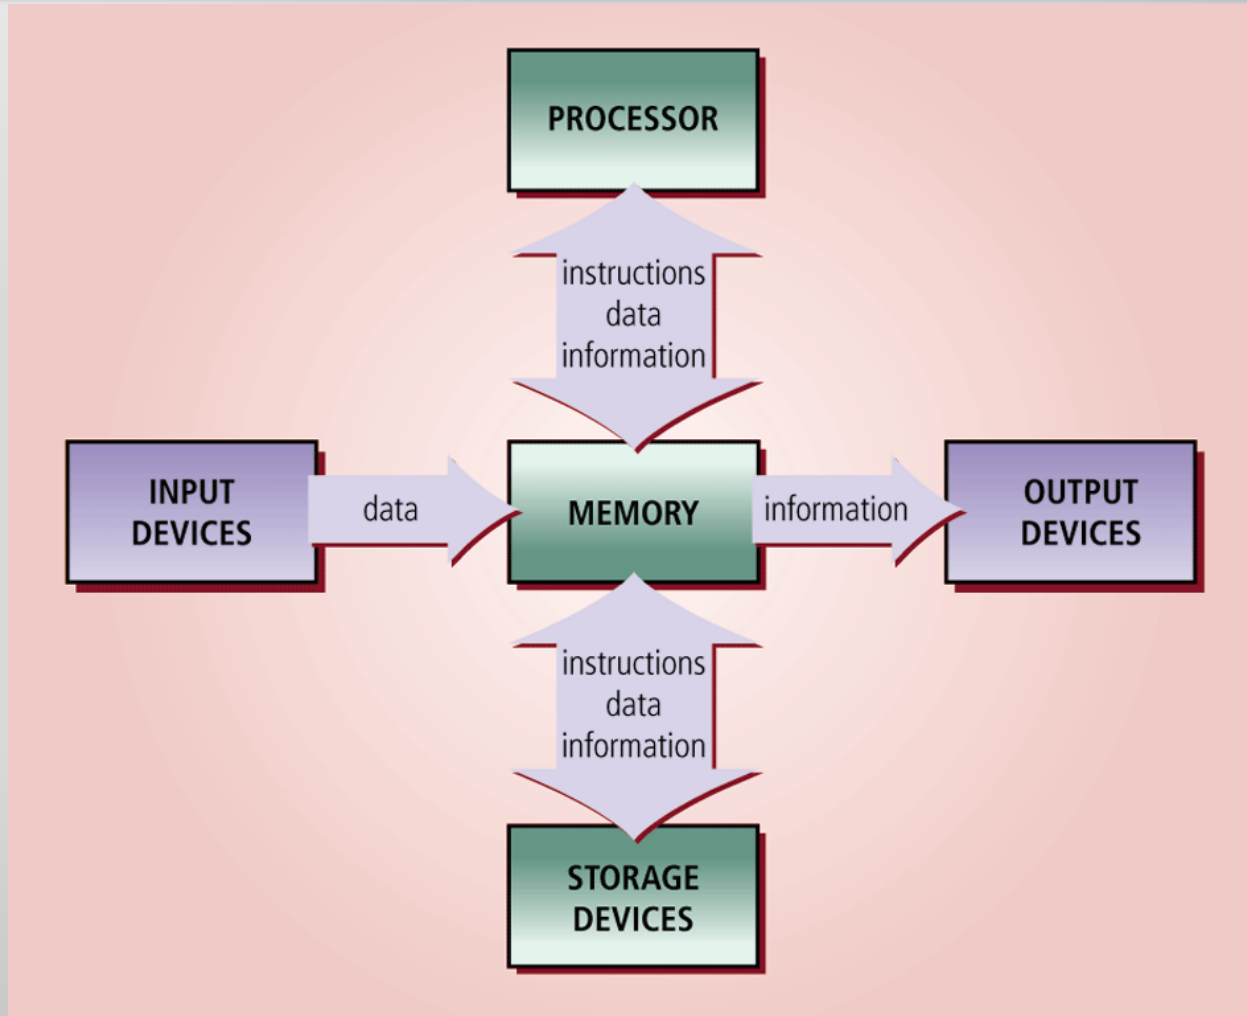 PROCESSOR
instructions
data
information
INPUT
DEVICES
data
MEMORY
information
OUTPUT
DEVICES
instructions
data
information
STORAGE
DEVICES